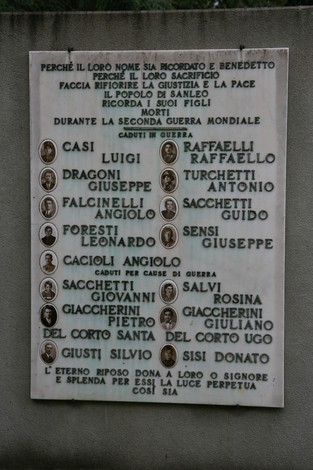 PERCHÈ IL LORO NOME SIA RICORDATO E BENEDETTO
PERCHÈ IL LORO SACRIFICIO
FACCIA RIFIORIRE LA GIUSTIZIA E LA PACE
IL POPOLO DI SANLEO
RICORDA I SUOI FIGLI
MORTI
DURANTE LA SECONDA GUERRA MONDIALE
CADUTI IN GUERRA
CASI LUIGI
RAFFAELLI RAFFAELLO
DRAGONI GIUSEPPE
TURCHETTI ANTONIO
FALCINELLI ANGIOLO
SACCHETTI GUIDO
FORESTI LEONARDO
SENSI GIUSEPPE
CACIOLI ANGIOLO
CADUTI PER CAUSE DI GUERRA
SACCHETTI GIOVANNI
SALVI ROSINA
GIACCHERINI PIETRO
GIACCHERINI GIULIANO
DEL CORTO SANTA DEL CORTO UGO
GIUSTI SILVIO SISI DONATO
L'ETERNO RIPOSO DONA A LORO O SIGNORE
E SPLENDA PER ESSI LA LUCE PERPETUA
COSÌ SIA